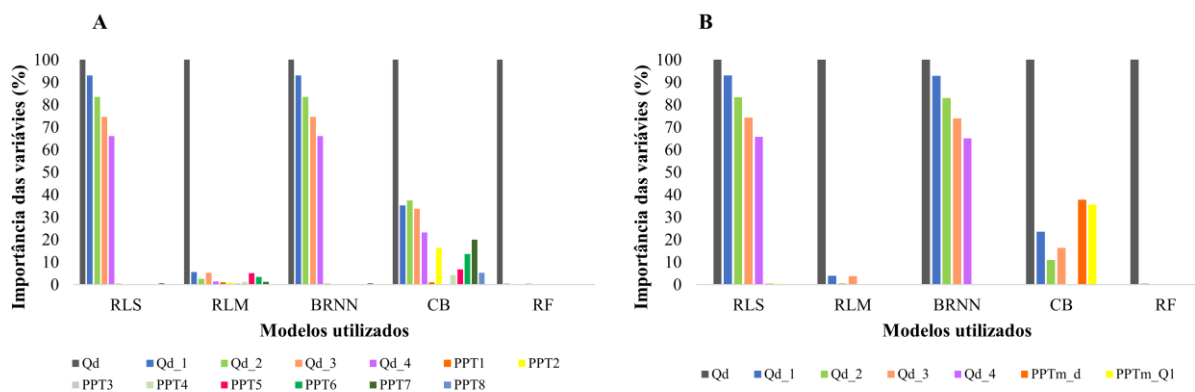 A
Importância das variáveis (%)
100
90
80
70
60
50
40
30
20
10
0
RLS RLM BRNN CB RF
Modelos utilizados
Qd Qd_1 Qd_2 Qd_3 Qd_4 PPT1 PPT2
PPT3 PPT4 PPT5 PPT6 PPT7 PPT8
B
Importância das variávies (%)
100
90
80
70
60
50
40
30
20
10
0
RLS RLM BRNN CB RF
Modelos utilizados
Qd Qd_1 Qd_2 Qd_3 Qd_4 PPTm_d PPTm_Q1